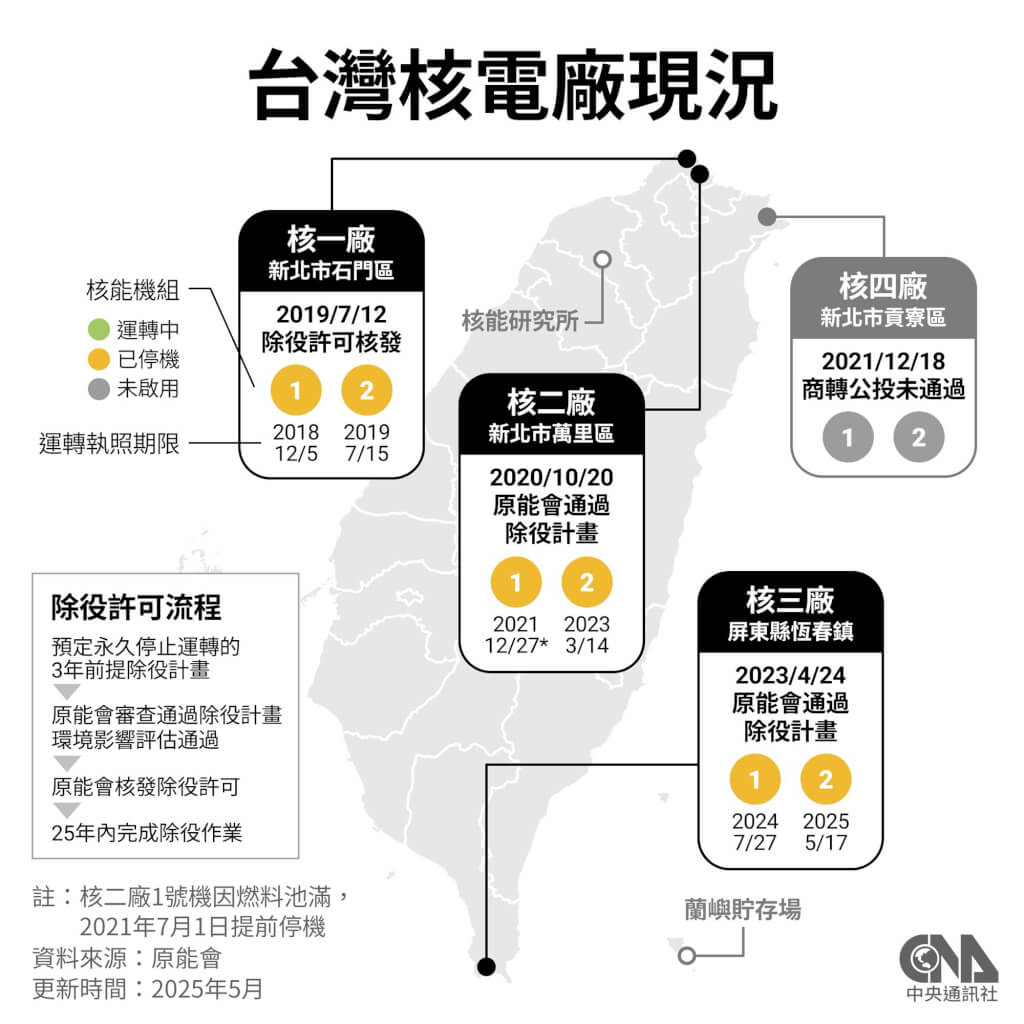 台灣核電廠現況
核能機組
運轉中
已停機
未啟用
運轉執照期限
核一廠
新北市石門區
2019/7/12
除役許可核發
1 2
2018 2019
12/5 7/15
核能研究所
核二廠
新北市萬里區
2020/10/20
原能會通過
除役計畫
1 2
2021 2023
12/27* 3/14
核四廠
新北市貢寮區
2021/12/18
商轉公投未通過
1 2
核三廠
屏東縣恆春鎮
2023/4/24
原能會通過
除役計畫
1 2
2024 2025
7/27 5/17
除役許可流程
預定永久停止運轉的
3年前提除役計畫
原能會審查通過除役計畫
環境影響評估通過
原能會核發除役許可
25年內完成除役作業
註：核二廠1號機因燃料池滿，
2021年7月1日提前停機
資料來源：原能會
更新時間：2025年5月
蘭嶼貯存場
CNA
中央通訊社